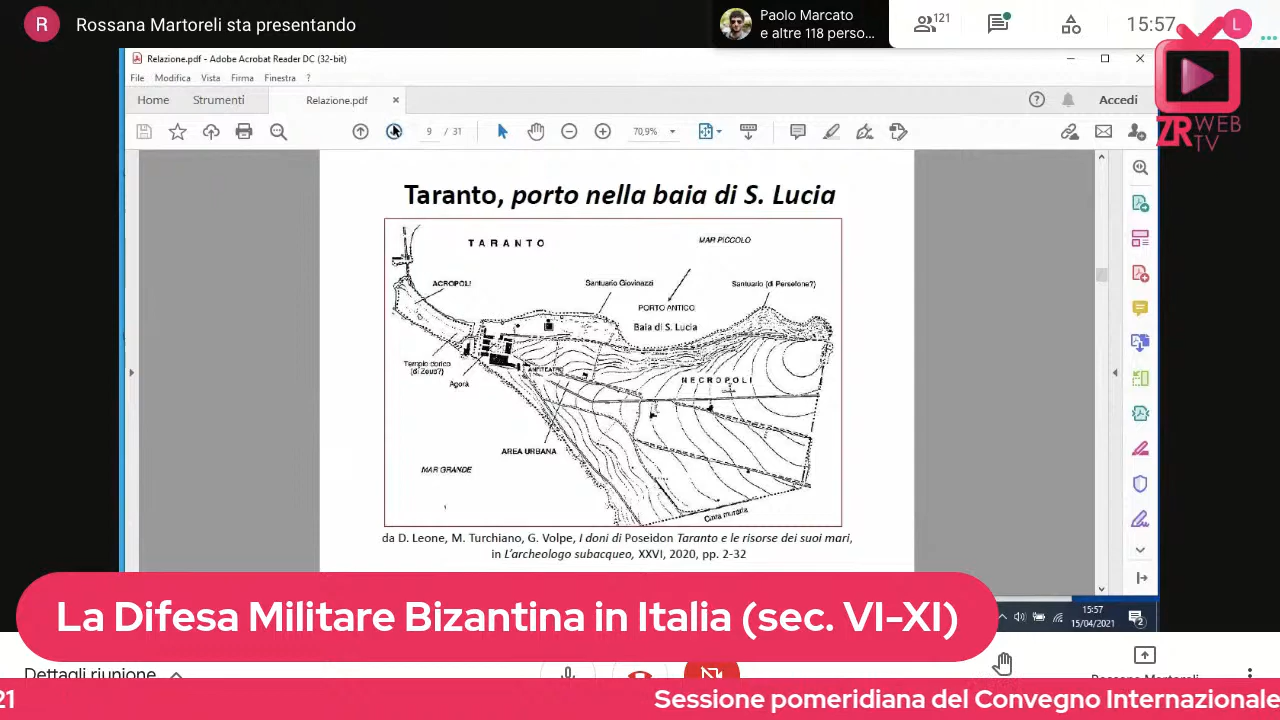 R Rossana Martoreli sta presentando
Paolo Marcato
e altre 118 perso...
121
15:57
L
ZR WEB TV
Relazione.pdf - Adobe Acrobat Reader DC (32-bit)
File Modifica Vista Firma Finestra ?
Home Strumenti Relazione.pdf × Accedi
9 / 31 70,9%
Taranto, porto nella baia di S. Lucia
TARANTO
MAR PICCOLO
ACROPOLI
Santuario Giovinazzi
Santuario (di Persefone?)
PORTO ANTICO
Baia di S. Lucia
Tempio dorico
(di Zeus?)
Agorà
ANFITEATRO
NECROPOLI
AREA URBANA
MAR GRANDE
Cinta muraria
da D. Leone, M. Turchiano, G. Volpe, I doni di Poseidon Taranto e le risorse dei suoi mari,
in L'archeologo subacqueo, XXVI, 2020, pp. 2-32
La Difesa Militare Bizantina in Italia (sec. VI-XI)
15:57
15/04/2021
2
Dettagli riunione
Rossana Martoreli
21 Sessione pomeridiana del Convegno Internazionale